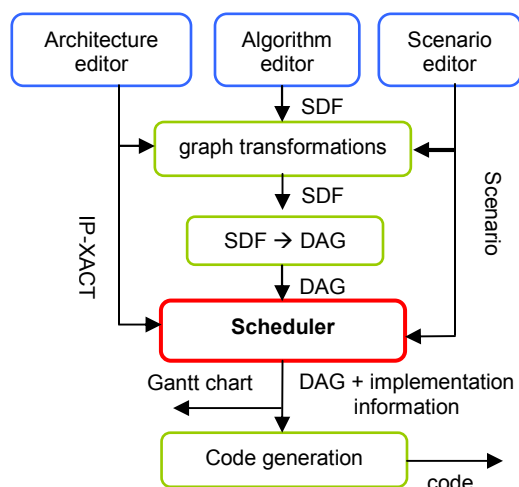 Architecture
editor
Algorithm
editor
Scenario
editor
SDF
graph transformations
SDF
IP-XACT
Scenario
SDF → DAG
DAG
Scheduler
Gantt chart
DAG + implementation
information
Code generation
code